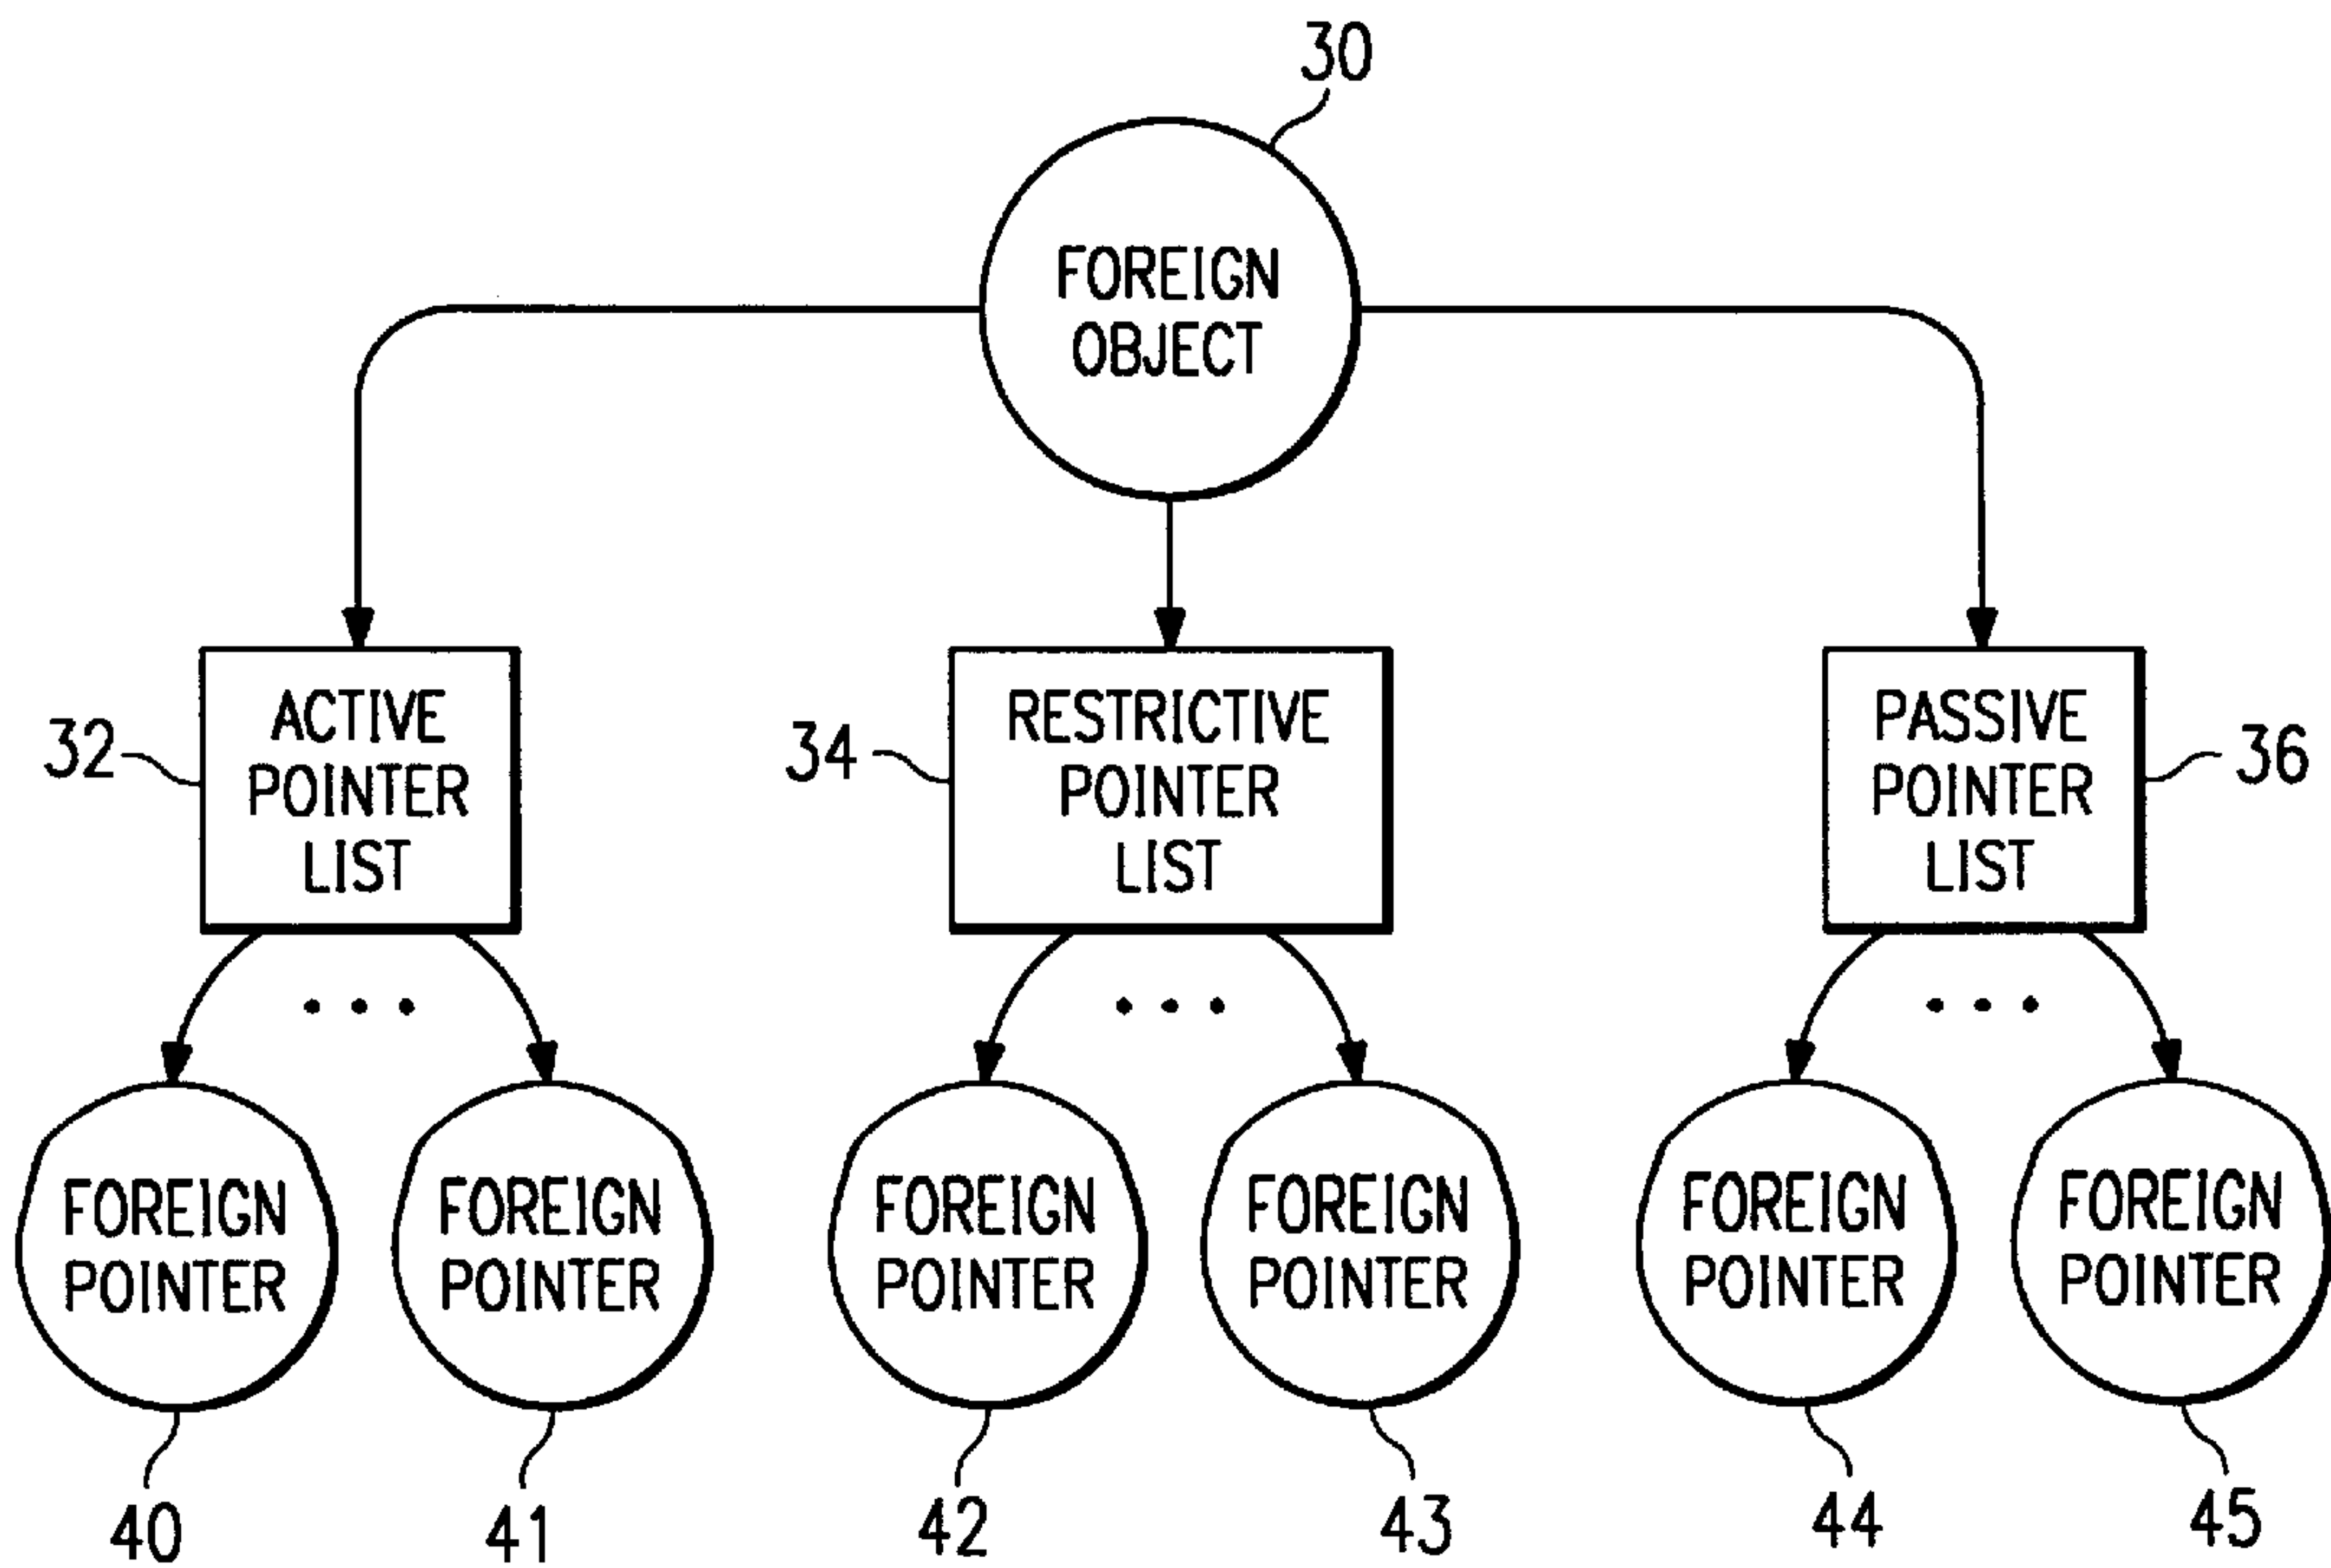 30
FOREIGN
OBJECT
32
ACTIVE
POINTER
LIST
34
RESTRICTIVE
POINTER
LIST
PASSIVE
POINTER
LIST
36
FOREIGN
POINTER
FOREIGN
POINTER
FOREIGN
POINTER
FOREIGN
POINTER
FOREIGN
POINTER
FOREIGN
POINTER
40
41
42
43
44
45